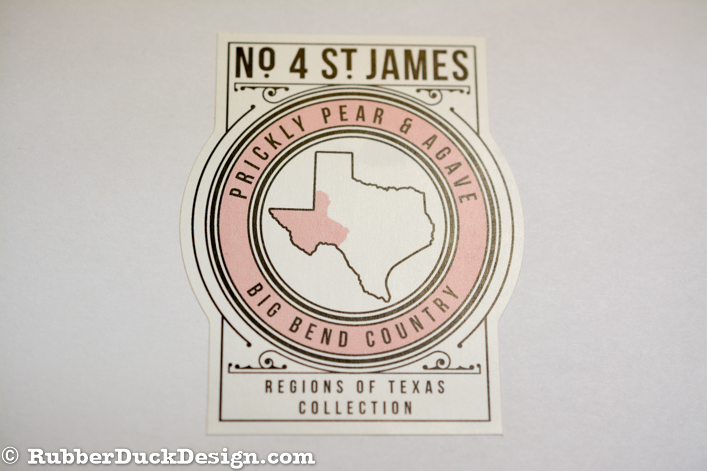 Nº 4 ST JAMES
PRICKLY PEAR & AGAVE
BIG BEND COUNTRY
REGIONS OF TEXAS
COLLECTION
© RubberDuckDesign.com